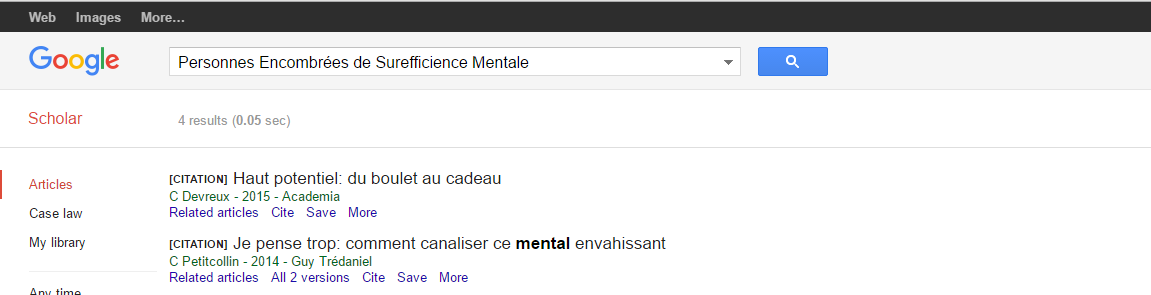 Web Images More...
Google Personnes Encombrées de Surefficience Mentale
Scholar 4 results (0.05 sec)
Articles
Case law
My library
Any time
[CITATION] Haut potentiel: du boulet au cadeau
C Devreux - 2015 - Academia
Related articles Cite Save More
[CITATION] Je pense trop: comment canaliser ce mental envahissant
C Petitcollin - 2014 - Guy Trédaniel
Related articles All 2 versions Cite Save More